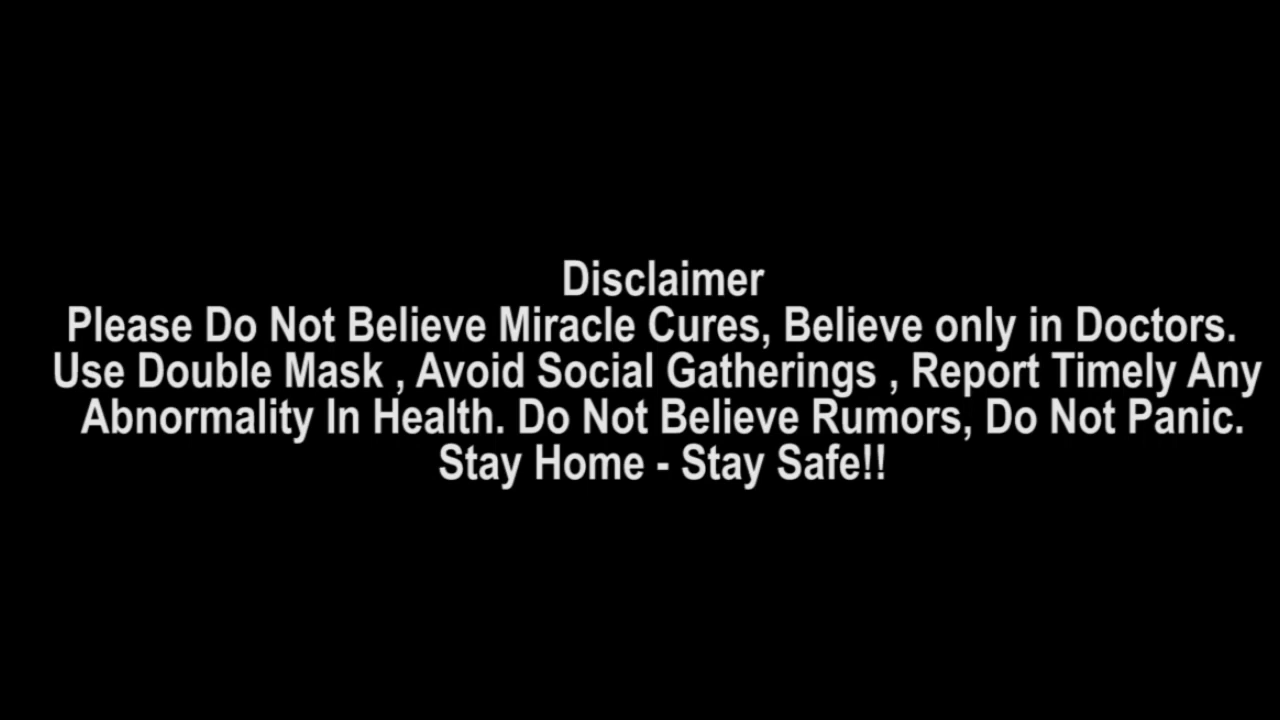 Disclaimer
Please Do Not Believe Miracle Cures, Believe only in Doctors.
Use Double Mask , Avoid Social Gatherings , Report Timely Any
Abnormality In Health. Do Not Believe Rumors, Do Not Panic.
Stay Home - Stay Safe!!